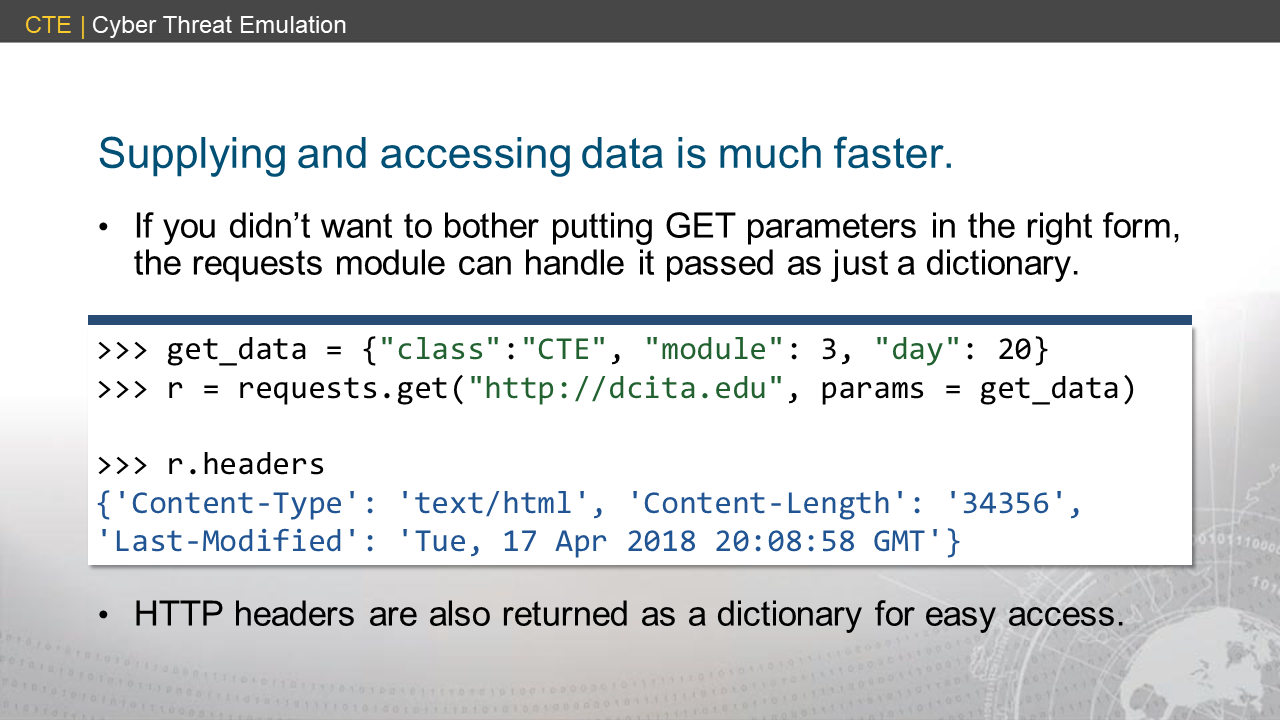 CTE | Cyber Threat Emulation
Supplying and accessing data is much faster.
• If you didn’t want to bother putting GET parameters in the right form,
the requests module can handle it passed as just a dictionary.
>>> get_data = {"class":"CTE", "module": 3, "day": 20}
>>> r = requests.get("http://dcita.edu", params = get_data)
>>> r.headers
{'Content-Type': 'text/html', 'Content-Length': '34356',
'Last-Modified': 'Tue, 17 Apr 2018 20:08:58 GMT'}
• HTTP headers are also returned as a dictionary for easy access.